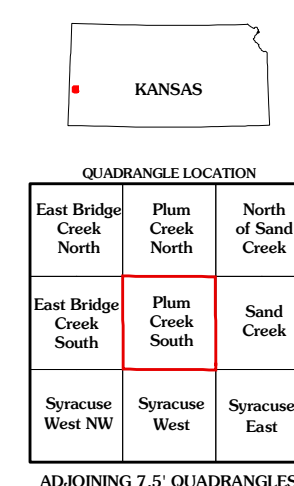 KANSAS
QUADRANGLE LOCATION
East Bridge
Creek
North
Plum
Creek
North
North
of Sand
Creek
East Bridge
Creek
South
Plum
Creek
South
Sand
Creek
Syracuse
West NW
Syracuse
West
Syracuse
East
ADJOINING 7.5' QUADRANGLES